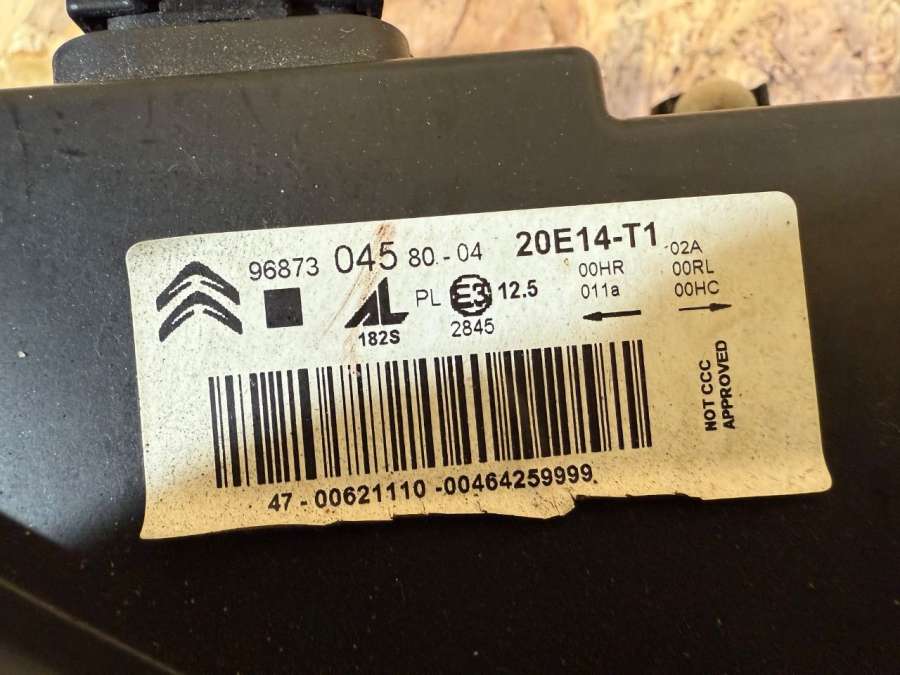 96873 045 80-04 20E14-T1 02A
PL E3 12.5 00HR 00RL
011a 00HC
AL
182S 2845
NOT CCC
APPROVED
47-00621110-00464259999